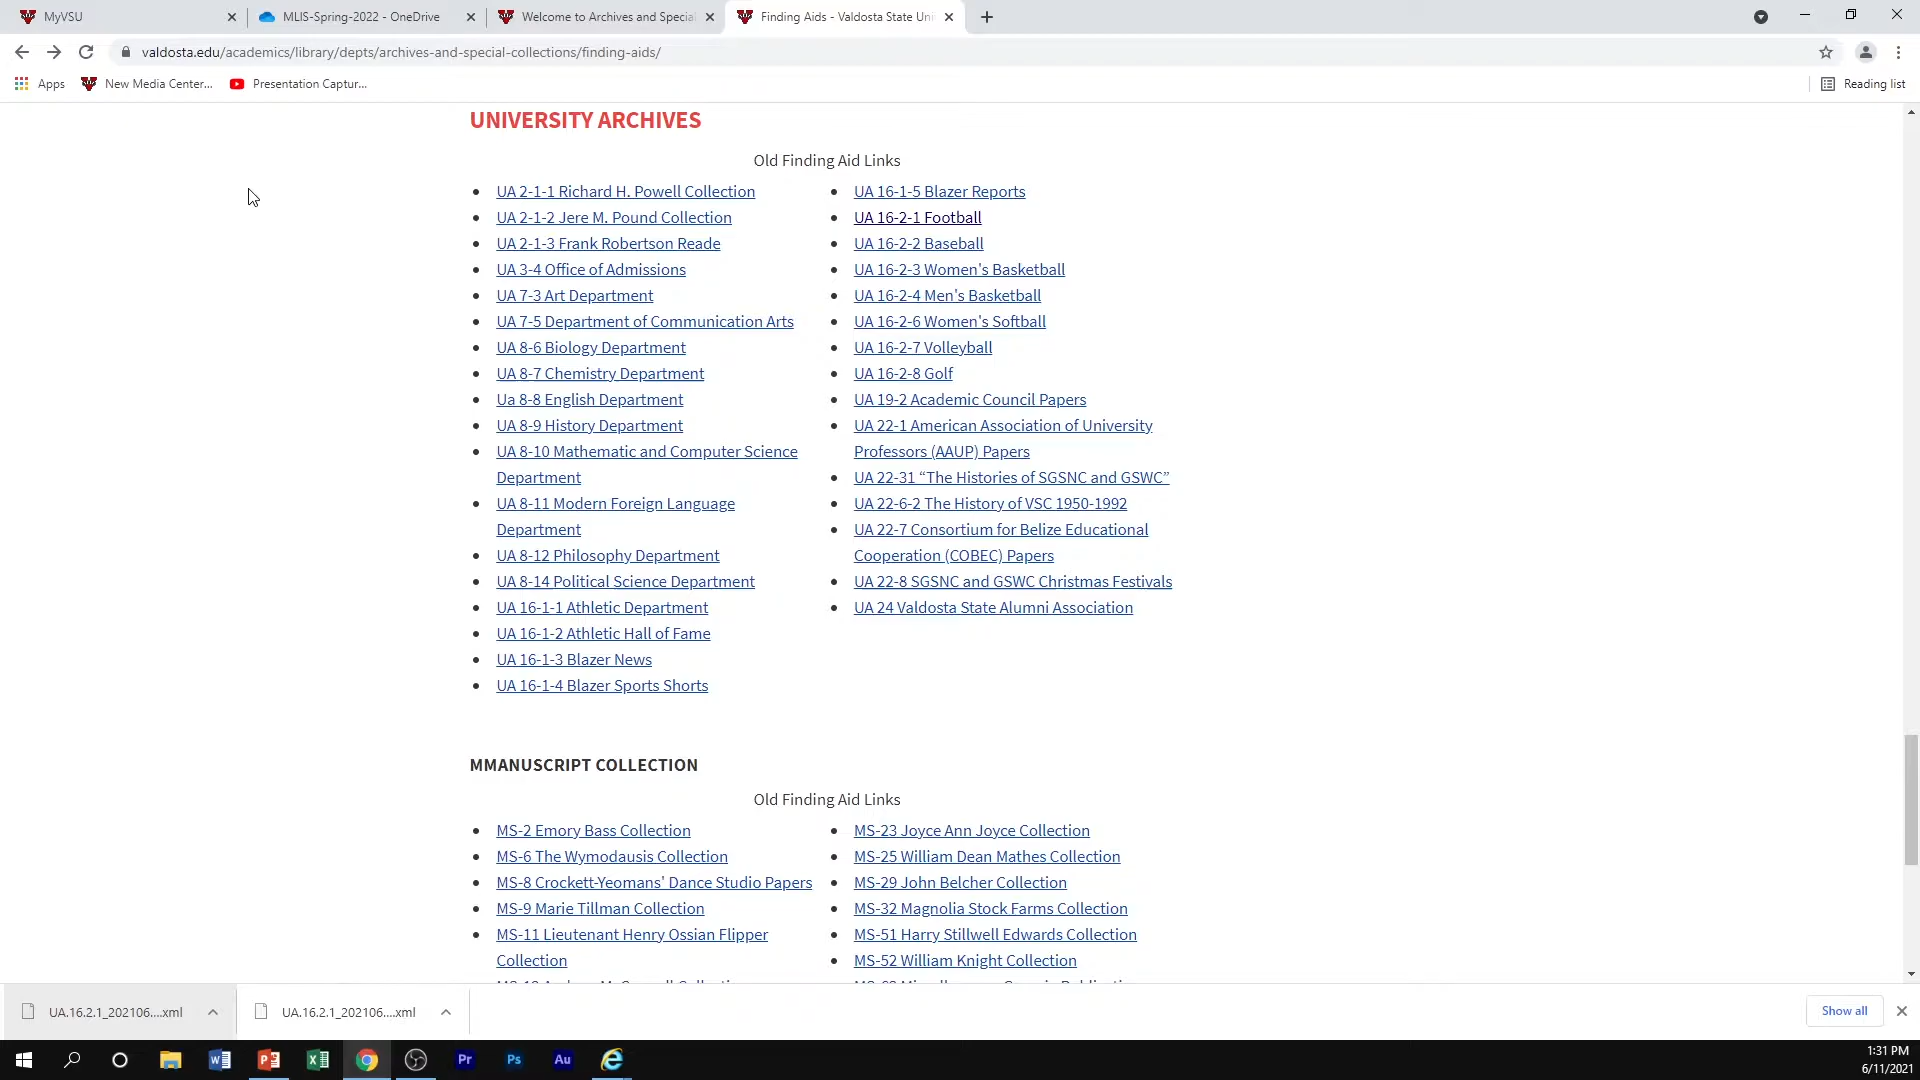 MyVSU
MLIS-Spring-2022 - OneDrive
Welcome to Archives and Special
Finding Aids - Valdosta State Uni
valdosta.edu/academics/library/depts/archives-and-special-collections/finding-aids/
Apps
New Media Center...
Presentation Captur...
Reading list
UNIVERSITY ARCHIVES
Old Finding Aid Links
UA 2-1-1 Richard H. Powell Collection
UA 2-1-2 Jere M. Pound Collection
UA 2-1-3 Frank Robertson Reade
UA 3-4 Office of Admissions
UA 7-3 Art Department
UA 7-5 Department of Communication Arts
UA 8-6 Biology Department
UA 8-7 Chemistry Department
Ua 8-8 English Department
UA 8-9 History Department
UA 8-10 Mathematic and Computer Science
Department
UA 8-11 Modern Foreign Language
Department
UA 8-12 Philosophy Department
UA 8-14 Political Science Department
UA 16-1-1 Athletic Department
UA 16-1-2 Athletic Hall of Fame
UA 16-1-3 Blazer News
UA 16-1-4 Blazer Sports Shorts
UA 16-1-5 Blazer Reports
UA 16-2-1 Football
UA 16-2-2 Baseball
UA 16-2-3 Women's Basketball
UA 16-2-4 Men's Basketball
UA 16-2-6 Women's Softball
UA 16-2-7 Volleyball
UA 16-2-8 Golf
UA 19-2 Academic Council Papers
UA 22-1 American Association of University
Professors (AAUP) Papers
UA 22-31 “The Histories of SGSNC and GSWC”
UA 22-6-2 The History of VSC 1950-1992
UA 22-7 Consortium for Belize Educational
Cooperation (COBEC) Papers
UA 22-8 SGSNC and GSWC Christmas Festivals
UA 24 Valdosta State Alumni Association
MMANUSCRIPT COLLECTION
Old Finding Aid Links
MS-2 Emory Bass Collection
MS-6 The Wymodausis Collection
MS-8 Crockett-Yeomans' Dance Studio Papers
MS-9 Marie Tillman Collection
MS-11 Lieutenant Henry Ossian Flipper
Collection
MS-23 Joyce Ann Joyce Collection
MS-25 William Dean Mathes Collection
MS-29 John Belcher Collection
MS-32 Magnolia Stock Farms Collection
MS-51 Harry Stillwell Edwards Collection
MS-52 William Knight Collection
UA.16.2.1_202106....xml
UA.16.2.1_202106....xml
Show all
Pr
Ps
Au
1:31 PM
6/11/2021